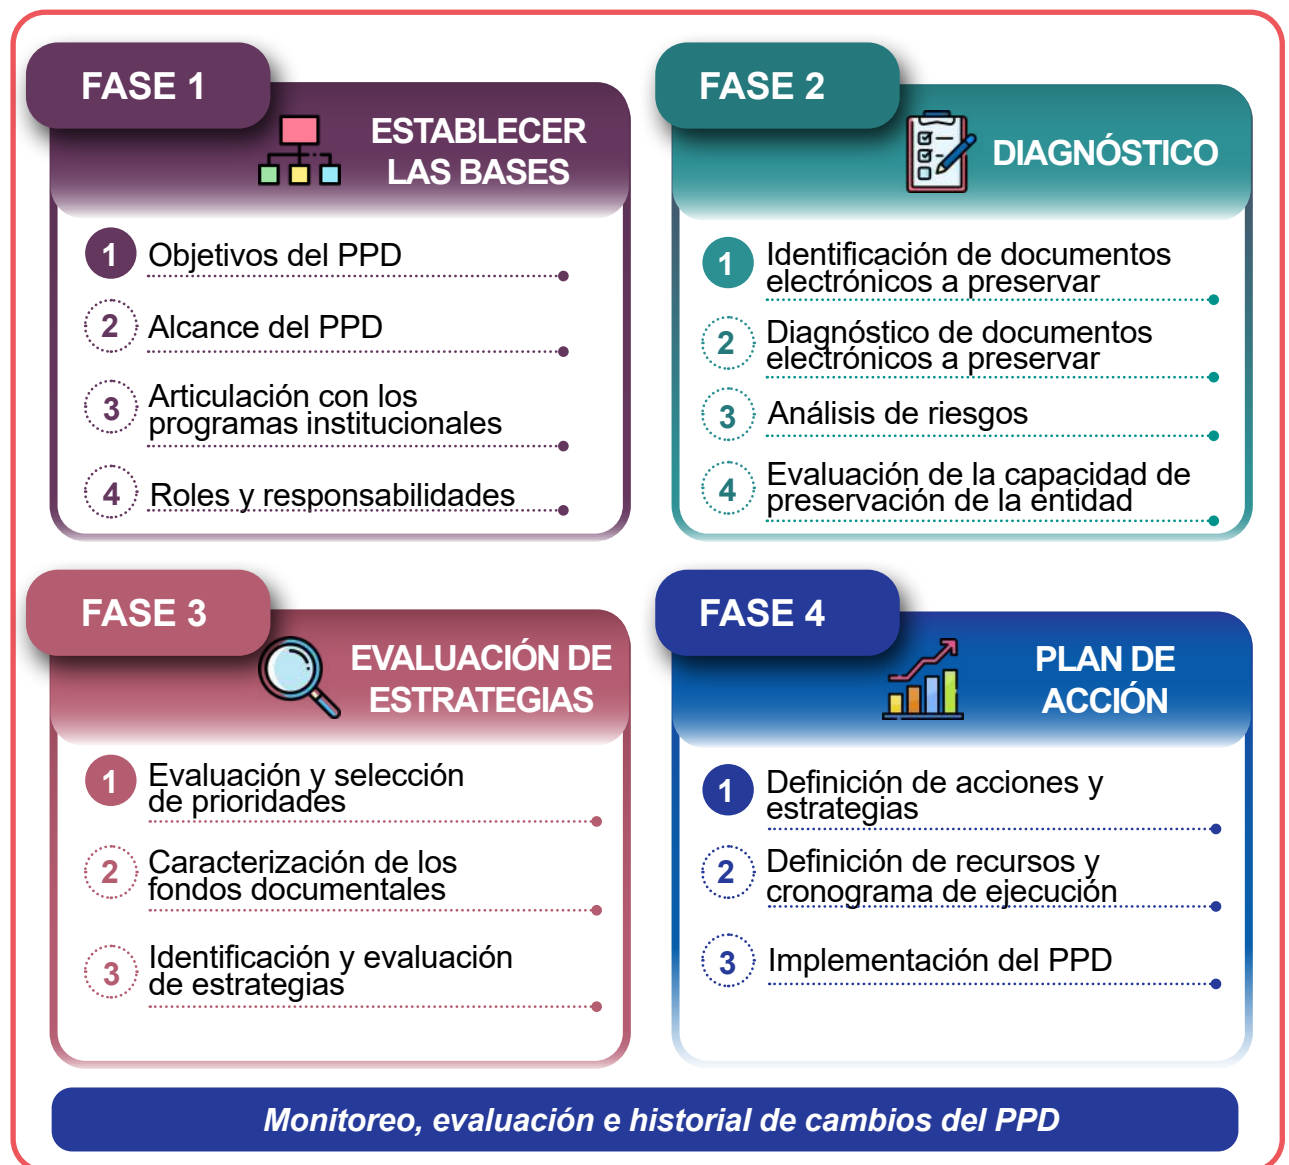 FASE 1
ESTABLECER
LAS BASES
1
Objetivos del PPD
2
Alcance del PPD
3
Articulación con los
programas institucionales
4
Roles y responsabilidades
FASE 2
DIAGNÓSTICO
1
Identificación de documentos
electrónicos a preservar
2
Diagnóstico de documentos
electrónicos a preservar
3
Análisis de riesgos
4
Evaluación de la capacidad de
preservación de la entidad
FASE 3
EVALUACIÓN DE
ESTRATEGIAS
1
Evaluación y selección
de prioridades
2
Caracterización de los
fondos documentales
3
Identificación y evaluación
de estrategias
FASE 4
PLAN DE
ACCIÓN
1
Definición de acciones y
estrategias
2
Definición de recursos y
cronograma de ejecución
3
Implementación del PPD
Monitoreo, evaluación e historial de cambios del PPD